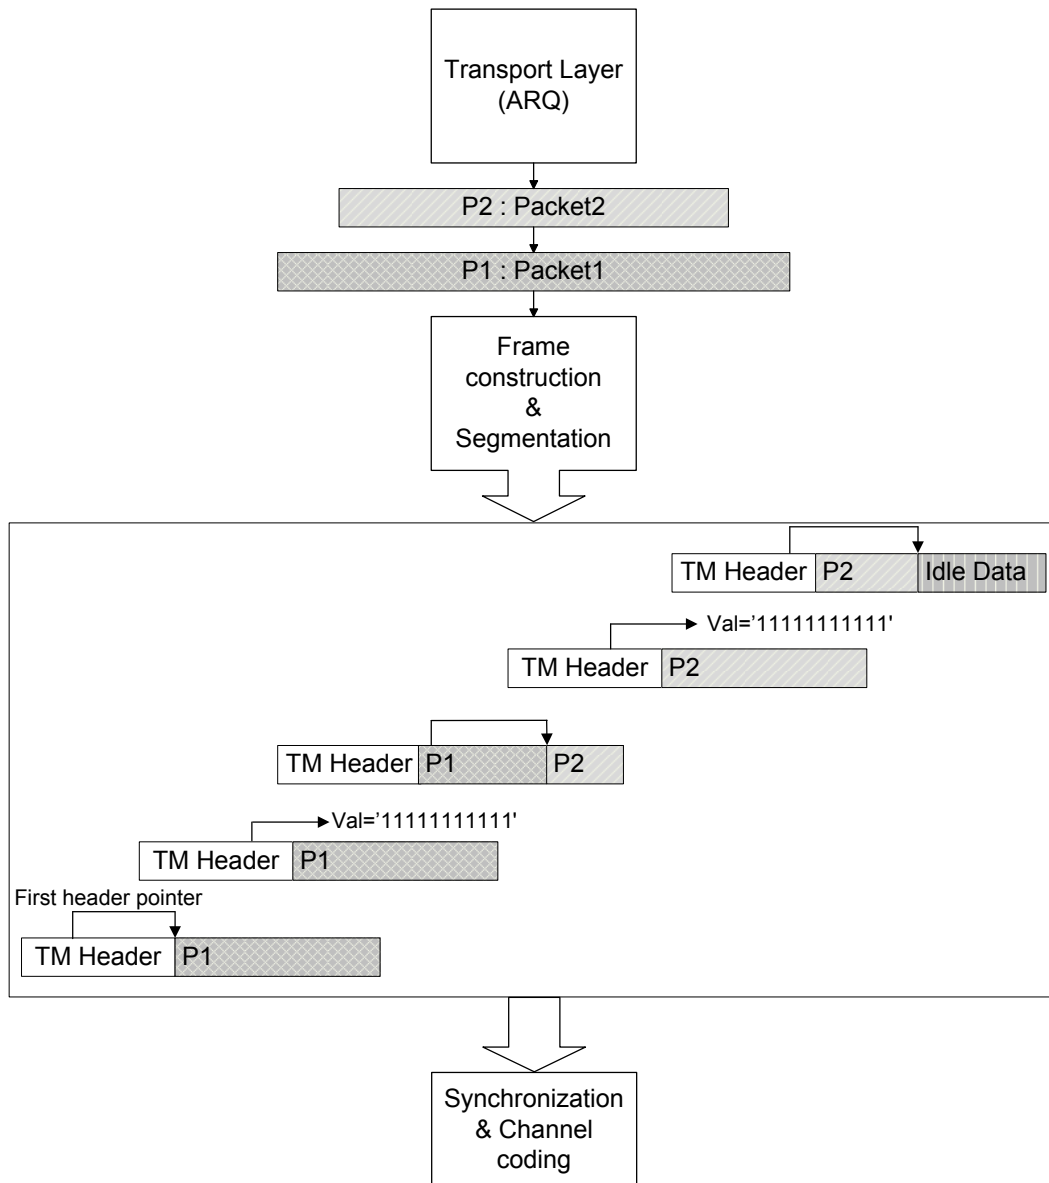 Transport Layer
(ARQ)
P2 : Packet2
P1 : Packet1
Frame
construction
&
Segmentation
TM Header P2 Idle Data
Val='11111111111'
TM Header P2
TM Header P1 P2
Val='11111111111'
TM Header P1
First header pointer
TM Header P1
Synchronization
& Channel
coding